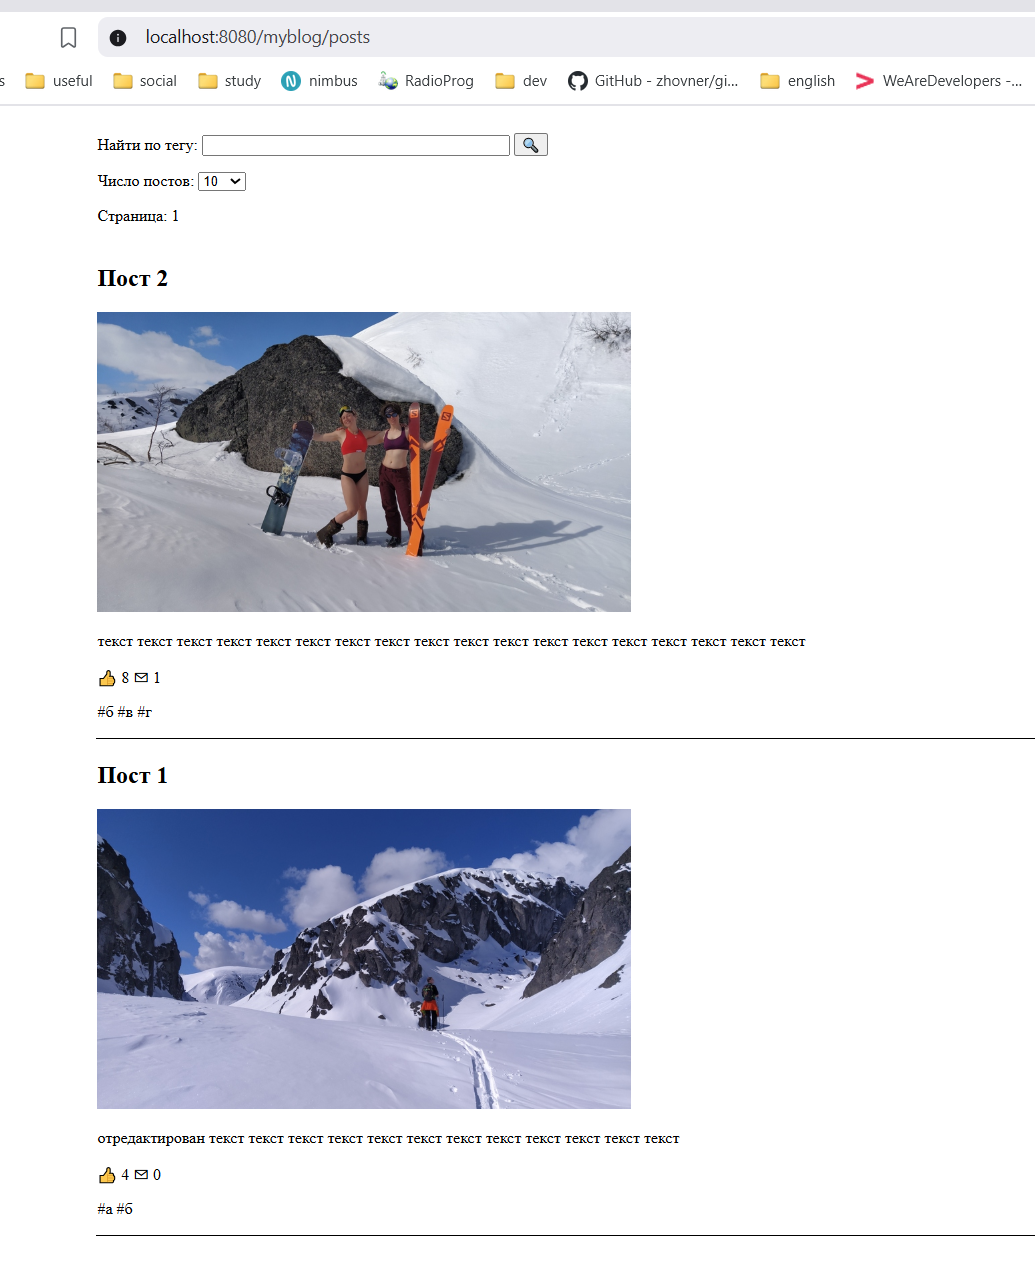 localhost:8080/myblog/posts
s useful social study nimbus RadioProg dev GitHub - zhovner/gi... english WeAreDevelopers -...
Найти по тегу:
Число постов: 10
Страница: 1
Пост 2
текст текст текст текст текст текст текст текст текст текст текст текст текст текст текст текст текст текст
8 1
#б #в #г
Пост 1
отредактирован текст текст текст текст текст текст текст текст текст текст текст текст
4 0
#а #б